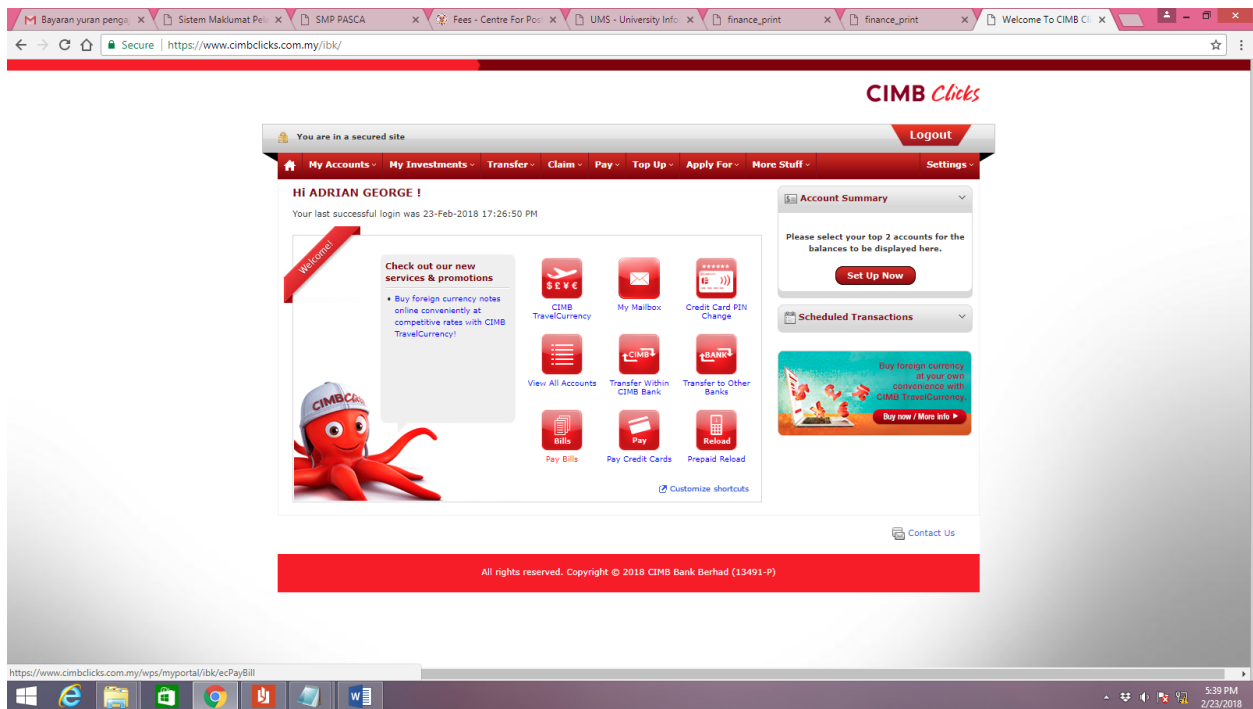 Bayaran yuran penga
Sistem Maklumat Pel
SMP PASCA
Fees - Centre For Pos
UMS - University Info
finance_print
finance_print
Welcome To CIMB Cli
Secure
https://www.cimbclicks.com.my/ibk/
CIMB Clicks
You are in a secured site
Logout
My Accounts
My Investments
Transfer
Claim
Pay
Top Up
Apply For
More Stuff
Settings
Hi ADRIAN GEORGE !
Your last successful login was 23-Feb-2018 17:26:50 PM
Welcome!
Check out our new
services & promotions
• Buy foreign currency notes
online conveniently at
competitive rates with CIMB
TravelCurrency!
CIMBClicks
$£¥€
CIMB
TravelCurrency
My Mailbox
Credit Card PIN
Change
View All Accounts
CIMB
Transfer Within
CIMB Bank
BANK
Transfer to Other
Banks
Bills
Pay Bills
Pay
Pay Credit Cards
Reload
Prepaid Reload
Customize shortcuts
Account Summary
Please select your top 2 accounts for the
balances to be displayed here.
Set Up Now
Scheduled Transactions
Buy foreign currency
at your own
convenience with
CIMB TravelCurrency.
Buy now / More info
Contact Us
All rights reserved. Copyright © 2018 CIMB Bank Berhad (13491-P)
https://www.cimbclicks.com.my/wps/myportal/ibk/ecPayBill
5:39 PM
2/23/2018